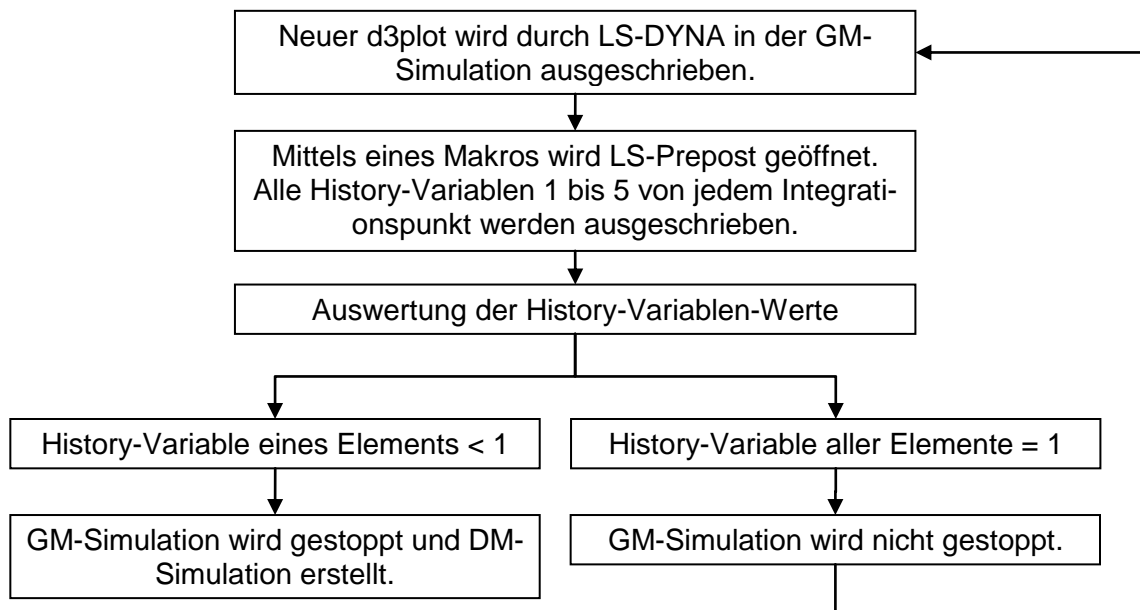 Neuer d3plot wird durch LS-DYNA in der GM-
Simulation ausgeschrieben.
Mittels eines Makros wird LS-Prepost geöffnet.
Alle History-Variablen 1 bis 5 von jedem Integrati-
onspunkt werden ausgeschrieben.
Auswertung der History-Variablen-Werte
History-Variable eines Elements < 1
History-Variable aller Elemente = 1
GM-Simulation wird gestoppt und DM-
Simulation erstellt.
GM-Simulation wird nicht gestoppt.